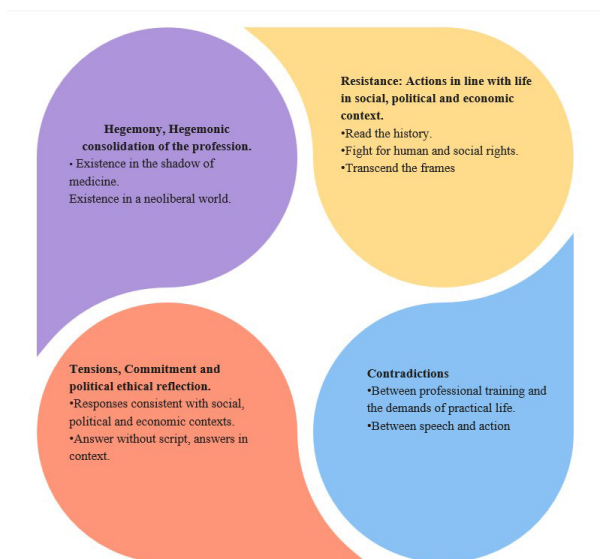 Hegemony, Hegemonic
consolidation of the profession.
• Existence in the shadow of
medicine.
Existence in a neoliberal world.
Resistance: Actions in line with life
in social, political and economic
context.
•Read the history.
•Fight for human and social rights.
•Transcend the frames
Tensions, Commitment and
political ethical reflection.
•Responses consistent with social,
political and economic contexts.
•Answer without script, answers in
context.
Contradictions
•Between professional training and
the demands of practical life.
•Between speech and action